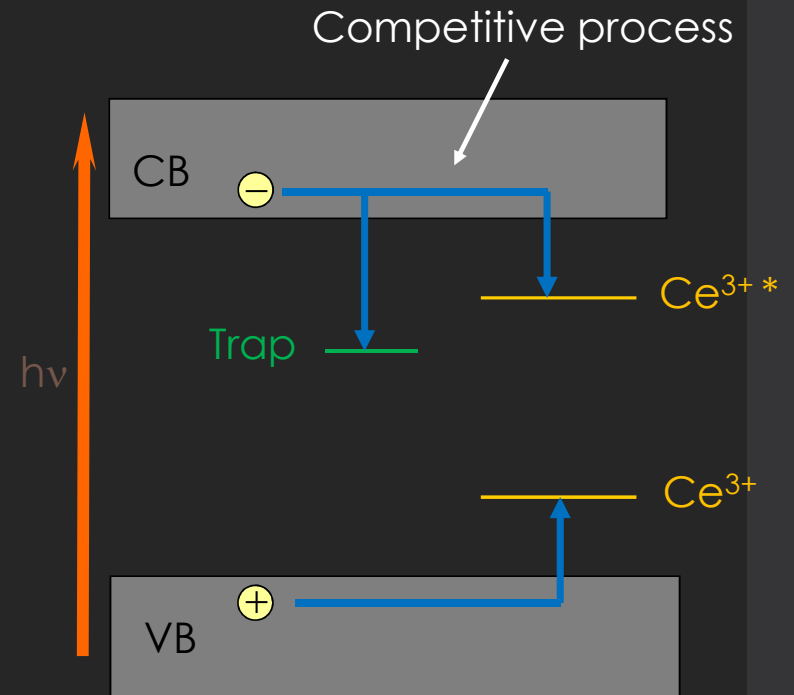 Competitive process
CB
−
Ce³⁺ *
Trap
hν
Ce³⁺
+
VB